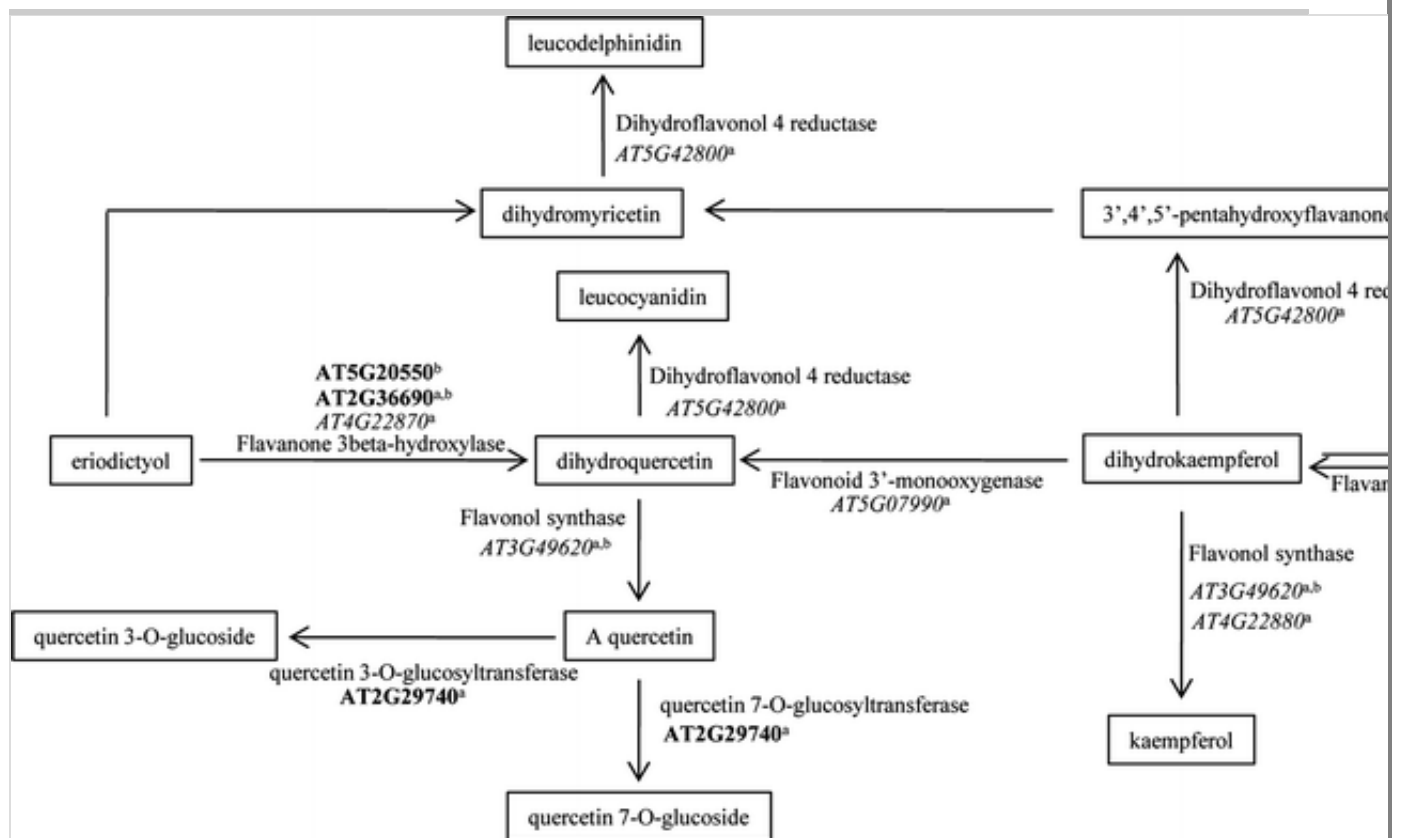 leucodelphinidin
Dihydroflavonol 4 reductase
AT5G42800ᵃ
dihydromyricetin
3',4',5'-pentahydroxyflavanone
leucocyanidin
Dihydroflavonol 4 red
AT5G42800ᵃ
AT5G20550ᵇ
AT2G36690ᵃ,ᵇ
AT4G22870ᵃ
Flavanone 3beta-hydroxylase
Dihydroflavonol 4 reductase
AT5G42800ᵃ
eriodictyol
dihydroquercetin
dihydrokaempferol
Flavonoid 3'-monooxygenase
AT5G07990ᵃ
Flavan
Flavonol synthase
AT3G49620ᵃ,ᵇ
Flavonol synthase
AT3G49620ᵃ,ᵇ
AT4G22880ᵃ
quercetin 3-O-glucoside
A quercetin
quercetin 3-O-glucosyltransferase
AT2G29740ᵃ
quercetin 7-O-glucosyltransferase
AT2G29740ᵃ
kaempferol
quercetin 7-O-glucoside